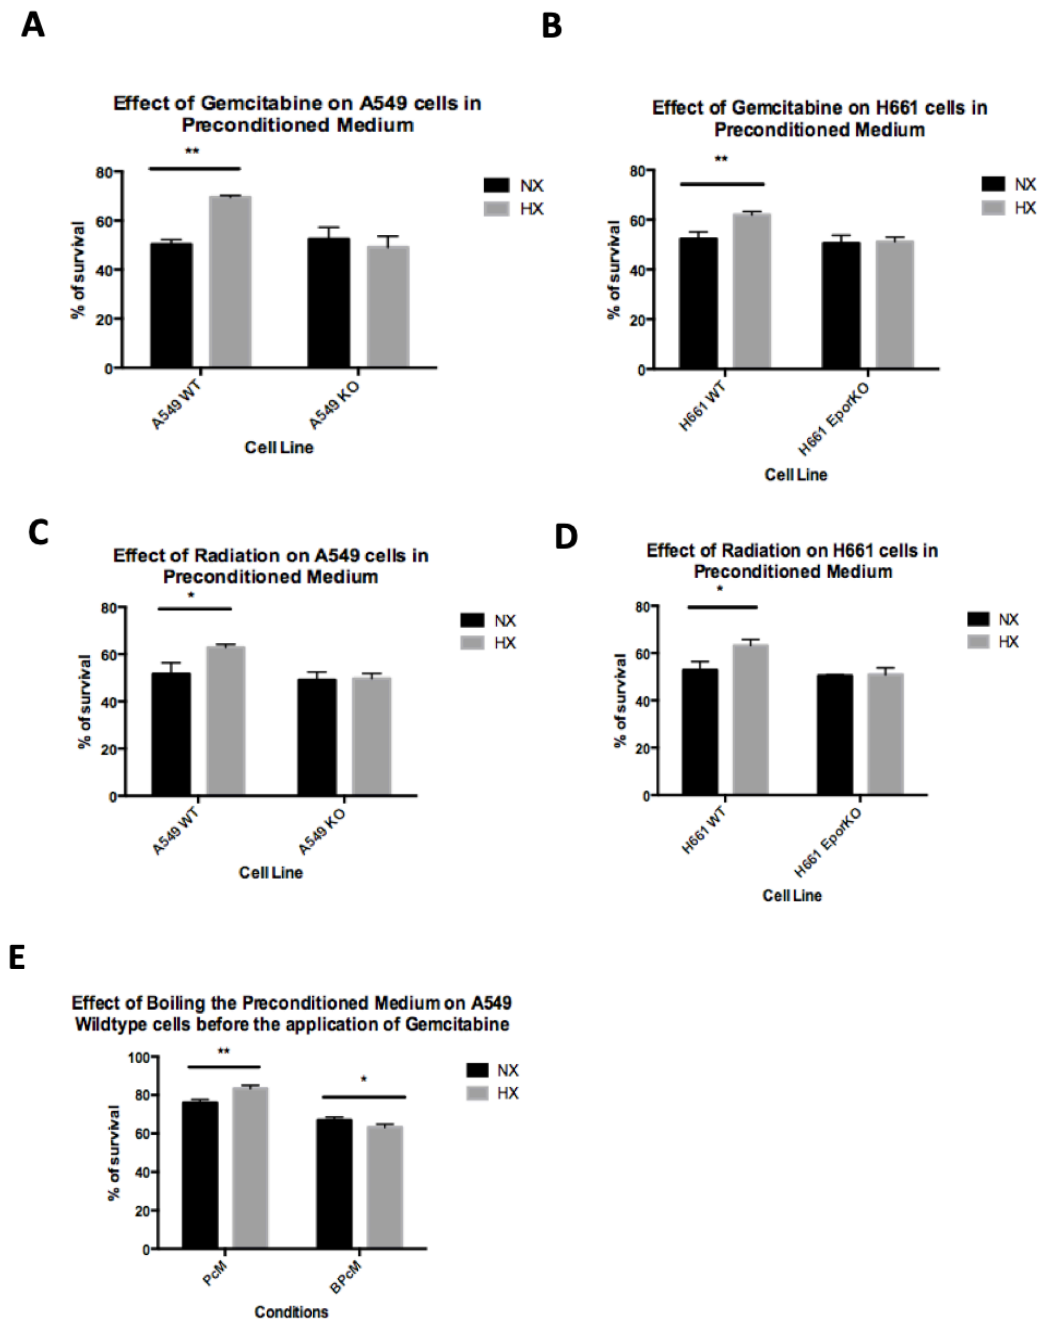 A
B
Effect of Gemcitabine on A549 cells in
Preconditioned Medium
**
80
60
40
20
0
% of survival
NX
HX
A549 WT
A549 KO
Cell Line
Effect of Gemcitabine on H661 cells in
Preconditioned Medium
**
80
60
40
20
0
% of survival
NX
HX
H661 WT
H661 EporKO
Cell Line
C
D
Effect of Radiation on A549 cells in
Preconditioned Medium
*
80
60
40
20
0
% of survival
NX
HX
A549 WT
A549 KO
Cell Line
Effect of Radiation on H661 cells in
Preconditioned Medium
*
80
60
40
20
0
% of survival
NX
HX
H661 WT
H661 EporKO
Cell Line
E
Effect of Boiling the Preconditioned Medium on A549
Wildtype cells before the application of Gemcitabine
**
*
100
80
60
40
20
0
% of survival
NX
HX
PcM
BPcM
Conditions